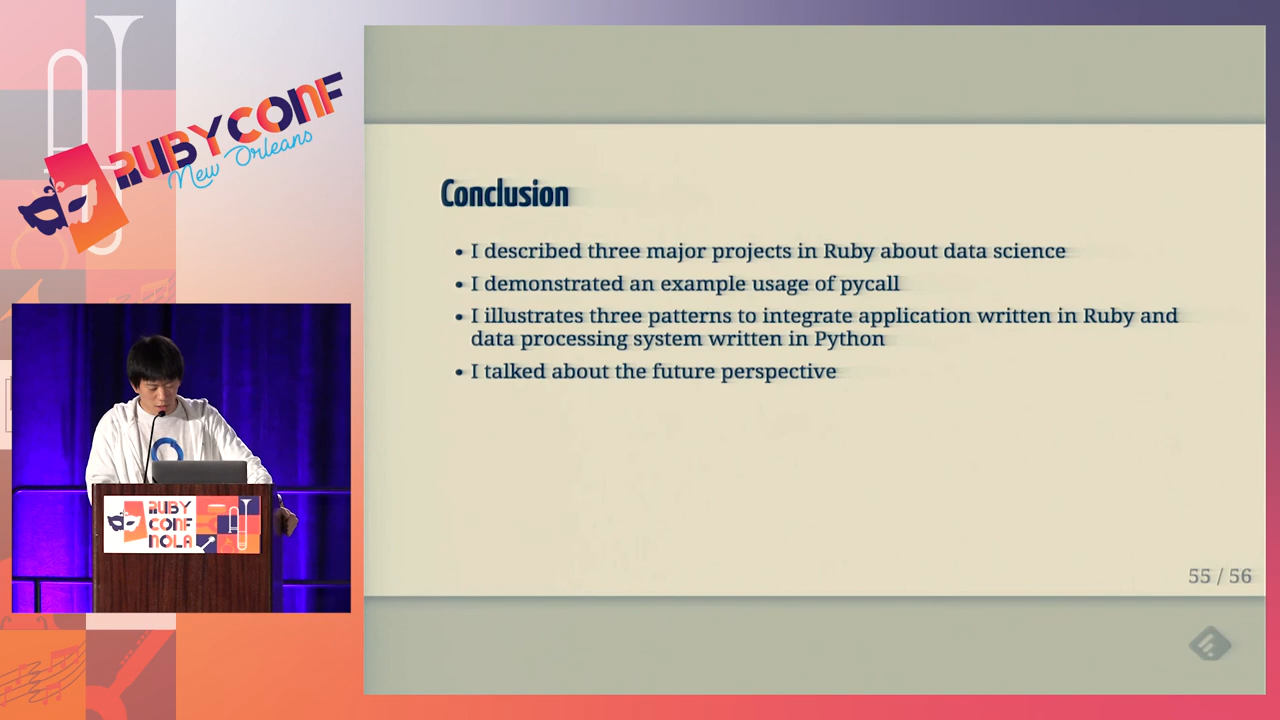 RUBYCONF
New Orleans
Conclusion
• I described three major projects in Ruby about data science
• I demonstrated an example usage of pycall
• I illustrates three patterns to integrate application written in Ruby and
data processing system written in Python
• I talked about the future perspective
RUBY
CONF
NOLA
55 / 56